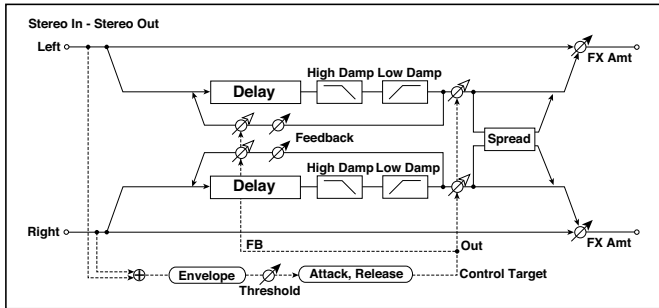 Stereo In - Stereo Out
Left
FX Amt
High Damp Low Damp
Delay
Feedback
Spread
High Damp Low Damp
Delay
Right
FB
Out
FX Amt
Envelope
Threshold
Attack, Release
Control Target